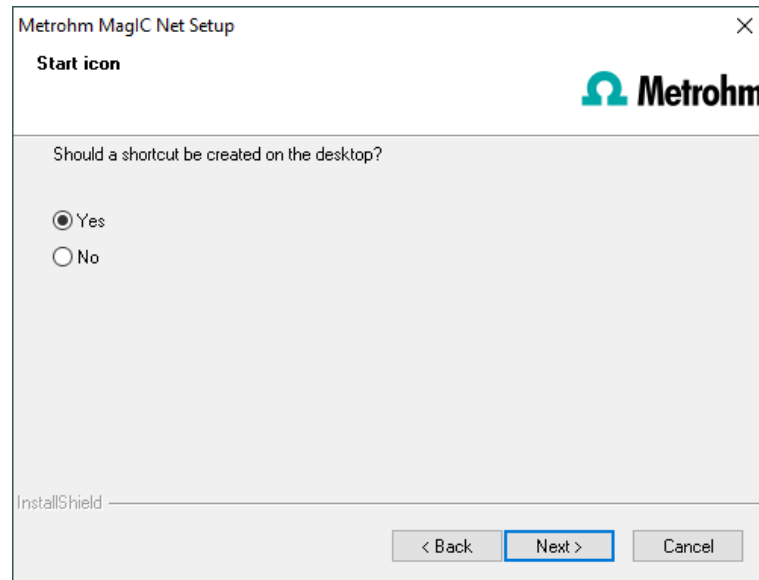 Metrohm MagIC Net Setup
Start icon
Metrohm
Should a shortcut be created on the desktop?
Yes
No
InstallShield
< Back
Next >
Cancel